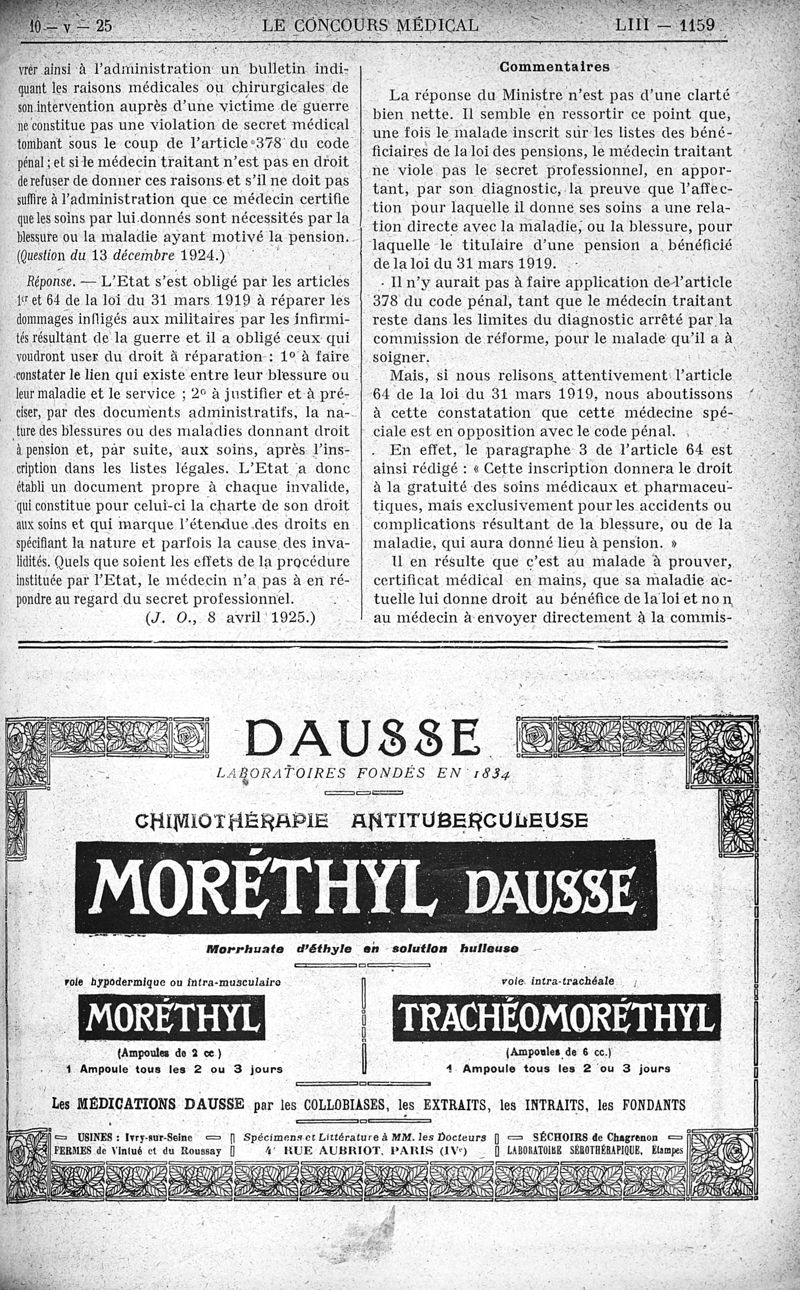 10 — v — 25 LE CONCOURS MÉDICAL LIII — 1159
vrer ainsi à l'administration un bulletin indi-
quant les raisons médicales ou chirurgicales de
son intervention auprès d'une victime de guerre
ne constitue pas une violation de secret médical
tombant sous le coup de l'article 378 du code
pénal ; et si le médecin traitant n'est pas en droit
de refuser de donner ces raisons et s'il ne doit pas
suffire à l'administration que ce médecin certifie
que les soins par lui donnés sont nécessités par la
blessure ou la maladie ayant motivé la pension.
(Question du 13 décembre 1924.)
Réponse. — L'Etat s'est obligé par les articles
1er et 64 de la loi du 31 mars 1919 à réparer les
dommages infligés aux militaires par les infirmi-
tés résultant de la guerre et il a obligé ceux qui
voudront user du droit à réparation : 1º à faire
constater le lien qui existe entre leur blessure ou
leur maladie et le service ; 2º à justifier et à pré-
ciser, par des documents administratifs, la na-
ture des blessures ou des maladies donnant droit
à pension et, par suite, aux soins, après l'ins-
cription dans les listes légales. L'Etat a donc
établi un document propre à chaque invalide,
qui constitue pour celui-ci la charte de son droit
aux soins et qui marque l'étendue des droits en
spécifiant la nature et parfois la cause des inva-
lidités. Quels que soient les effets de la procédure
instituée par l'Etat, le médecin n'a pas à en ré-
pondre au regard du secret professionnel.
(J. O., 8 avril 1925.)
Commentaires
La réponse du Ministre n'est pas d'une clarté
bien nette. Il semble en ressortir ce point que,
une fois le malade inscrit sur les listes des béné-
ficiaires de la loi des pensions, le médecin traitant
ne viole pas le secret professionnel, en appor-
tant, par son diagnostic, la preuve que l'affec-
tion pour laquelle il donne ses soins a une rela-
tion directe avec la maladie, ou la blessure, pour
laquelle le titulaire d'une pension a bénéficié
de la loi du 31 mars 1919.
Il n'y aurait pas à faire application de l'article
378 du code pénal, tant que le médecin traitant
reste dans les limites du diagnostic arrêté par la
commission de réforme, pour le malade qu'il a à
soigner.
Mais, si nous relisons attentivement l'article
64 de la loi du 31 mars 1919, nous aboutissons
à cette constatation que cette médecine spé-
ciale est en opposition avec le code pénal.
En effet, le paragraphe 3 de l'article 64 est
ainsi rédigé : « Cette inscription donnera le droit
à la gratuité des soins médicaux et pharmaceu-
tiques, mais exclusivement pour les accidents ou
complications résultant de la blessure, ou de la
maladie, qui aura donné lieu à pension. »
Il en résulte que c'est au malade à prouver,
certificat médical en mains, que sa maladie ac-
tuelle lui donne droit au bénéfice de la loi et non
au médecin à envoyer directement à la commis-
DAUSSE
LABORATOIRES FONDÉS EN 1834
CHIMIOTHÉRAPIE ANTITUBERCULEUSE
MORÉTHYL DAUSSE
Morrhuate d'éthyle en solution huileuse
voie hypodermique ou intra-musculaire
MORÉTHYL
(Ampoules de 2 cc)
1 Ampoule tous les 2 ou 3 jours
voie intra-trachéale
TRACHÉOMORÉTHYL
(Ampoules de 6 cc.)
1 Ampoule tous les 2 ou 3 jours
Les MÉDICATIONS DAUSSE par les COLLOBIASES, les EXTRAITS, les INTRAITS, les FONDANTS
USINES : Ivry-sur-Seine
FERMES de Vintué et du Roussay
Spécimens et Littérature à MM. les Docteurs
4, RUE AUBRIOT, PARIS (IVe)
SÉCHOIRS de Chagrenon
LABORATOIRE SÉROTHÉRAPIQUE, Etampes